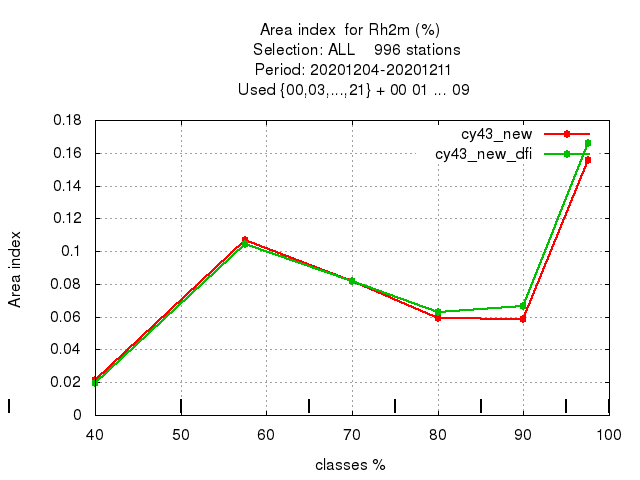 Area index for Rh2m (%)
Selection: ALL 996 stations
Period: 20201204-20201211
Used {00,03,...,21} + 00 01 ... 09
cy43_new
cy43_new_dfi
Area index
0.18
0.16
0.14
0.12
0.1
0.08
0.06
0.04
0.02
0
40 50 60 70 80 90 100
classes %